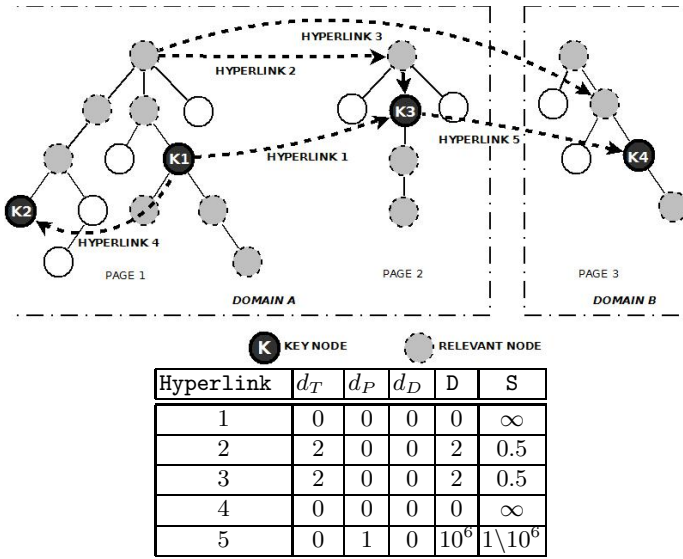 HYPERLINK 3
HYPERLINK 2
K3
K1
HYPERLINK 1
HYPERLINK 5
K4
K2
HYPERLINK 4
PAGE 1
PAGE 2
PAGE 3
DOMAIN A
DOMAIN B
K KEY NODE
RELEVANT NODE
Hyperlink d_T d_P d_D D S
1 0 0 0 0 ∞
2 2 0 0 2 0.5
3 2 0 0 2 0.5
4 0 0 0 0 ∞
5 0 1 0 10^6 1\10^6